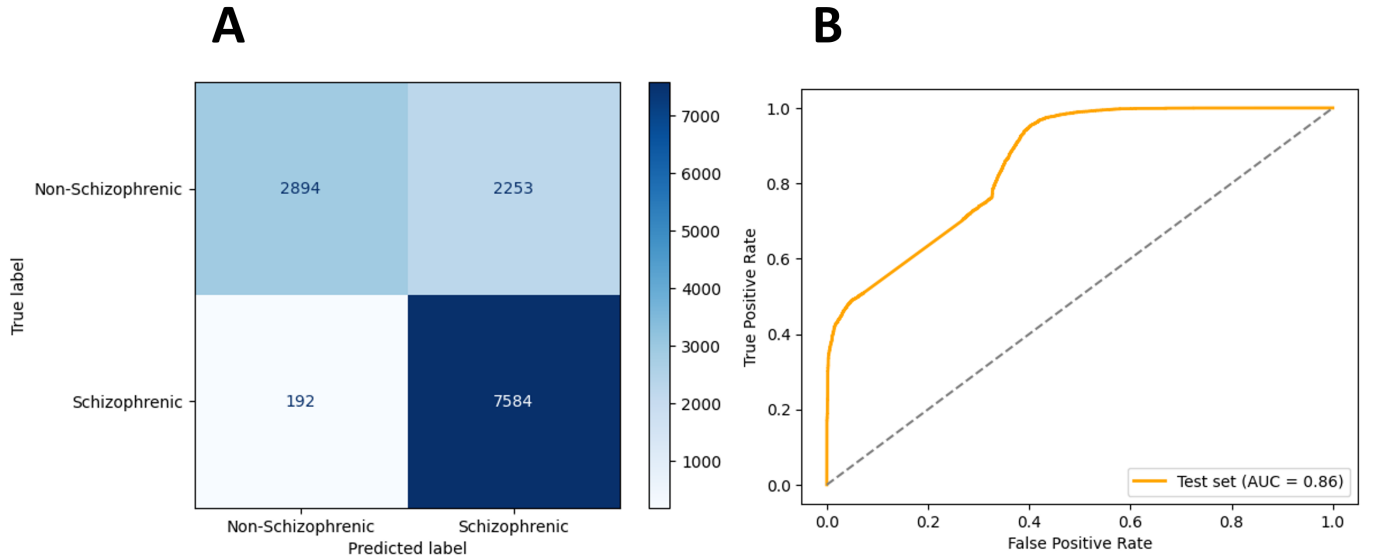 A
B
True label
Non-Schizophrenic
Schizophrenic
2894
2253
192
7584
Non-Schizophrenic
Schizophrenic
Predicted label
7000
6000
5000
4000
3000
2000
1000
True Positive Rate
1.0
0.8
0.6
0.4
0.2
0.0
Test set (AUC = 0.86)
0.0
0.2
0.4
0.6
0.8
1.0
False Positive Rate